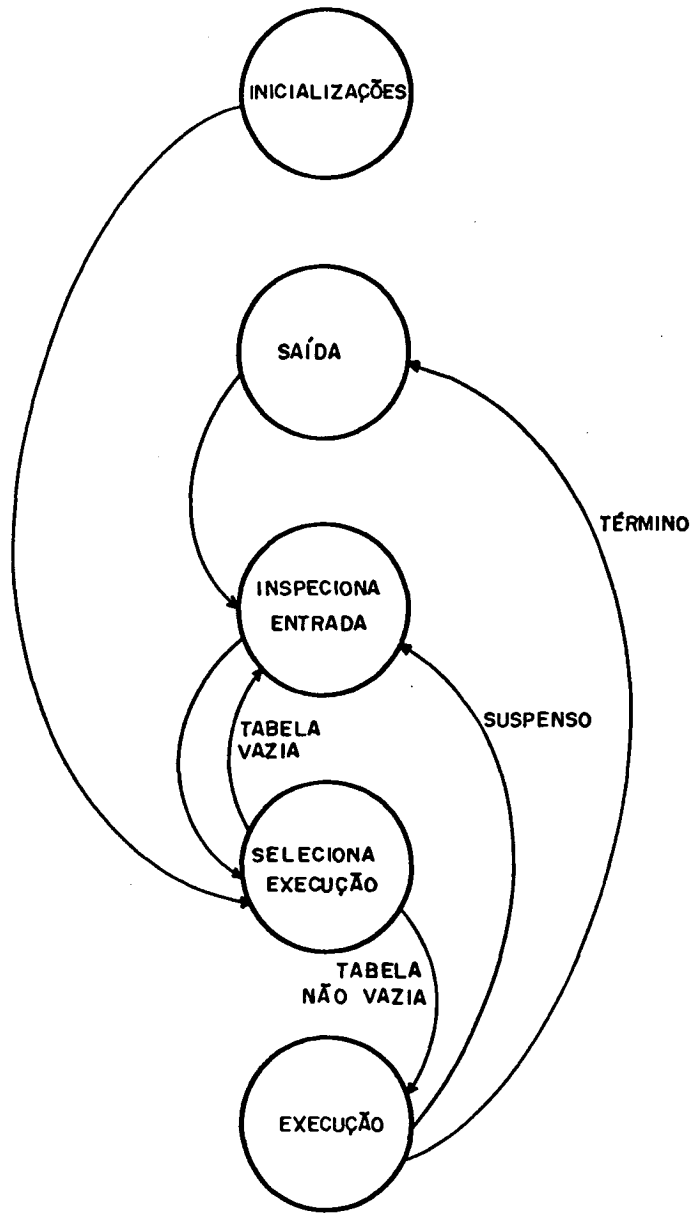 INICIALIZAÇÕES
SAÍDA
TÉRMINO
INSPECIONA
ENTRADA
SUSPENSO
TABELA
VAZIA
SELECIONA
EXECUÇÃO
TABELA
NÃO VAZIA
EXECUÇÃO